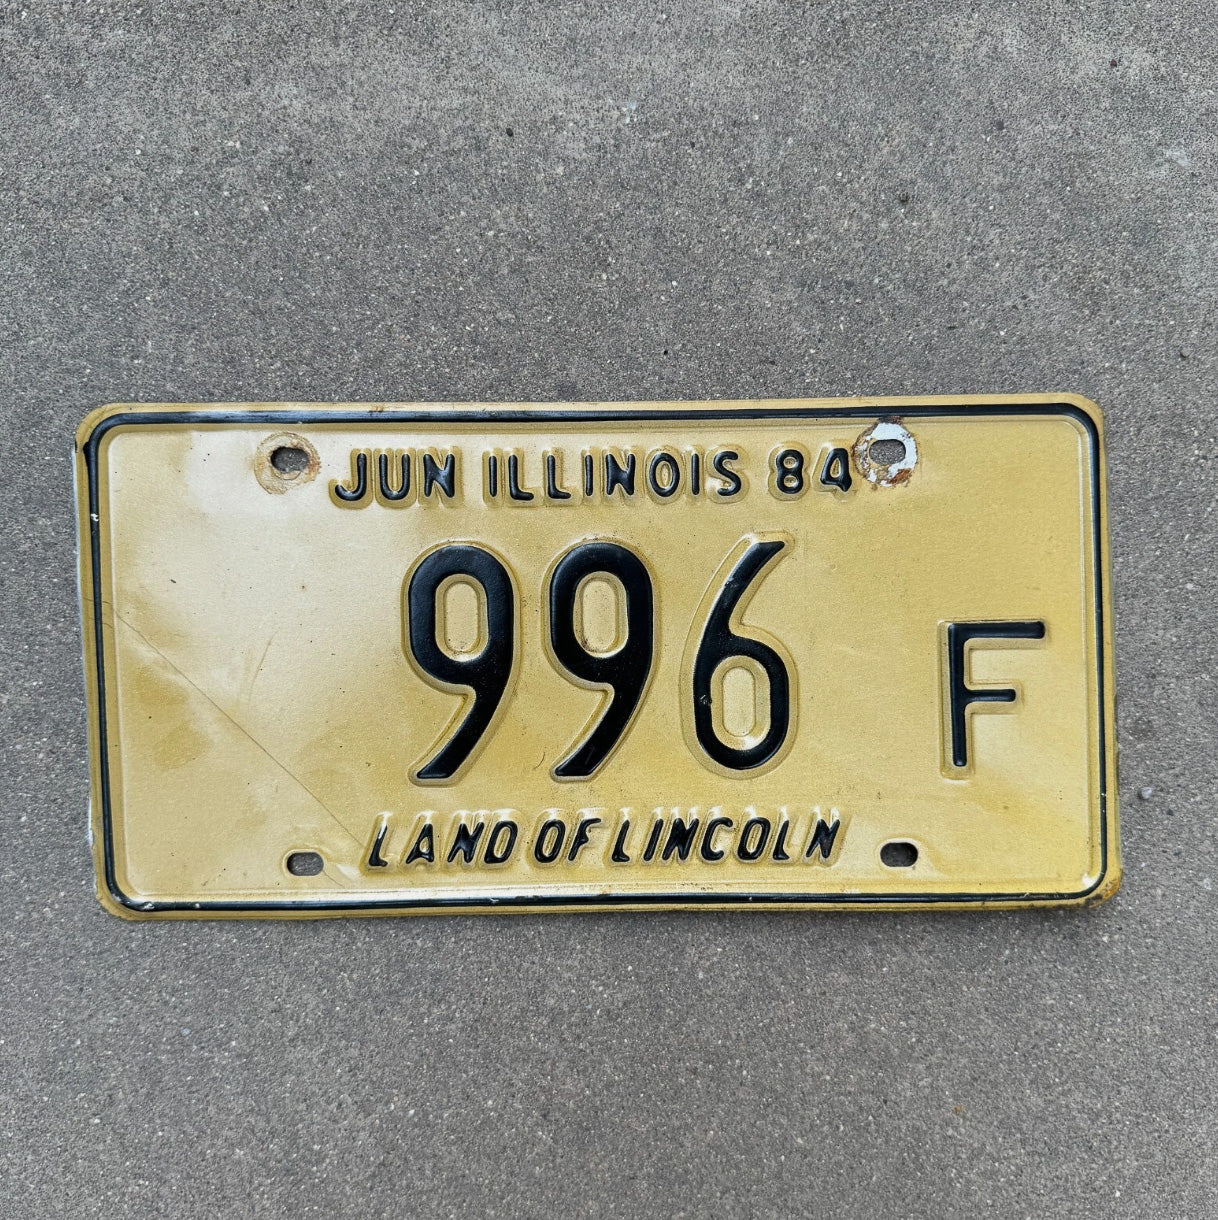 JUN ILLINOIS 84
996 F
LAND OF LINCOLN